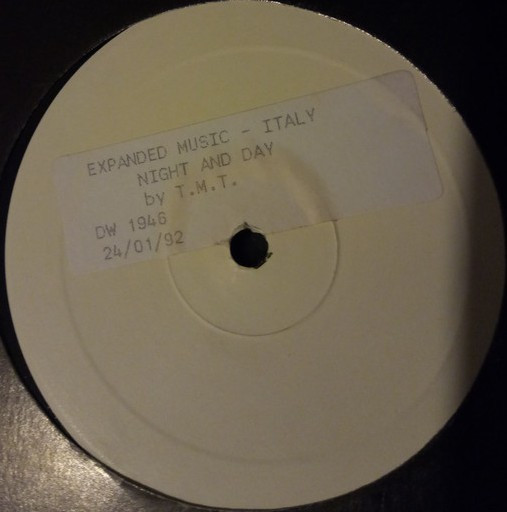 EXPANDED MUSIC - ITALY
NIGHT AND DAY
by T.M.T.
DW 1946
24/01/92